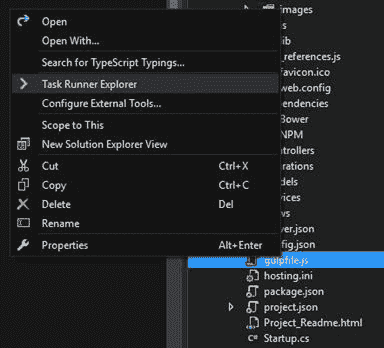 images
s
Open
Open With...
lib
Search for TypeScript Typings...
_references.js
favicon.ico
Task Runner Explorer
web.config
Configure External Tools...
endencies
Bower
Scope to This
NPM
New Solution Explorer View
ntrollers
Cut Ctrl+X
rations
Copy Ctrl+C
dels
Delete Del
vices
ws
Rename
wer.json
Properties Alt+Enter
fig.json
gulpfile.js
hosting.ini
package.json
project.json
Project_Readme.html
Startup.cs